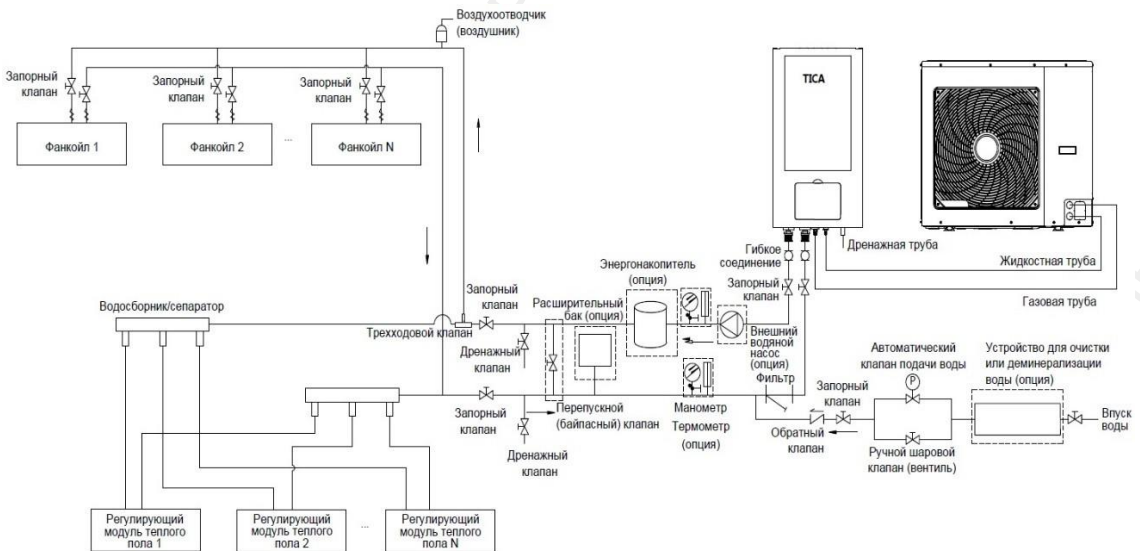 Воздухоотводчик
(воздушник)
Запорный
клапан
Запорный
клапан
Запорный
клапан
Фанкойл 1
Фанкойл 2
...
Фанкойл N
TICA
Дренажная труба
Гибкое
соединение
Жидкостная труба
Запорный
клапан
Газовая труба
Энергонакопитель
(опция)
Расширительный
бак (опция)
Запорный
клапан
Водосборник/сепаратор
Трехходовой клапан
Дренажный
клапан
Внешний
водяной
насос
(опция)
Фильтр
Автоматический
клапан подачи воды
P
Устройство для очистки
или деминерализации
воды (опция)
Запорный
клапан
Впуск
воды
Запорный
клапан
Перепускной
(байпасный) клапан
Манометр
Термометр
(опция)
Обратный
клапан
Ручной шаровой
клапан (вентиль)
Дренажный
клапан
Регулирующий
модуль теплого
пола 1
Регулирующий
модуль теплого
пола 2
...
Регулирующий
модуль теплого
пола N